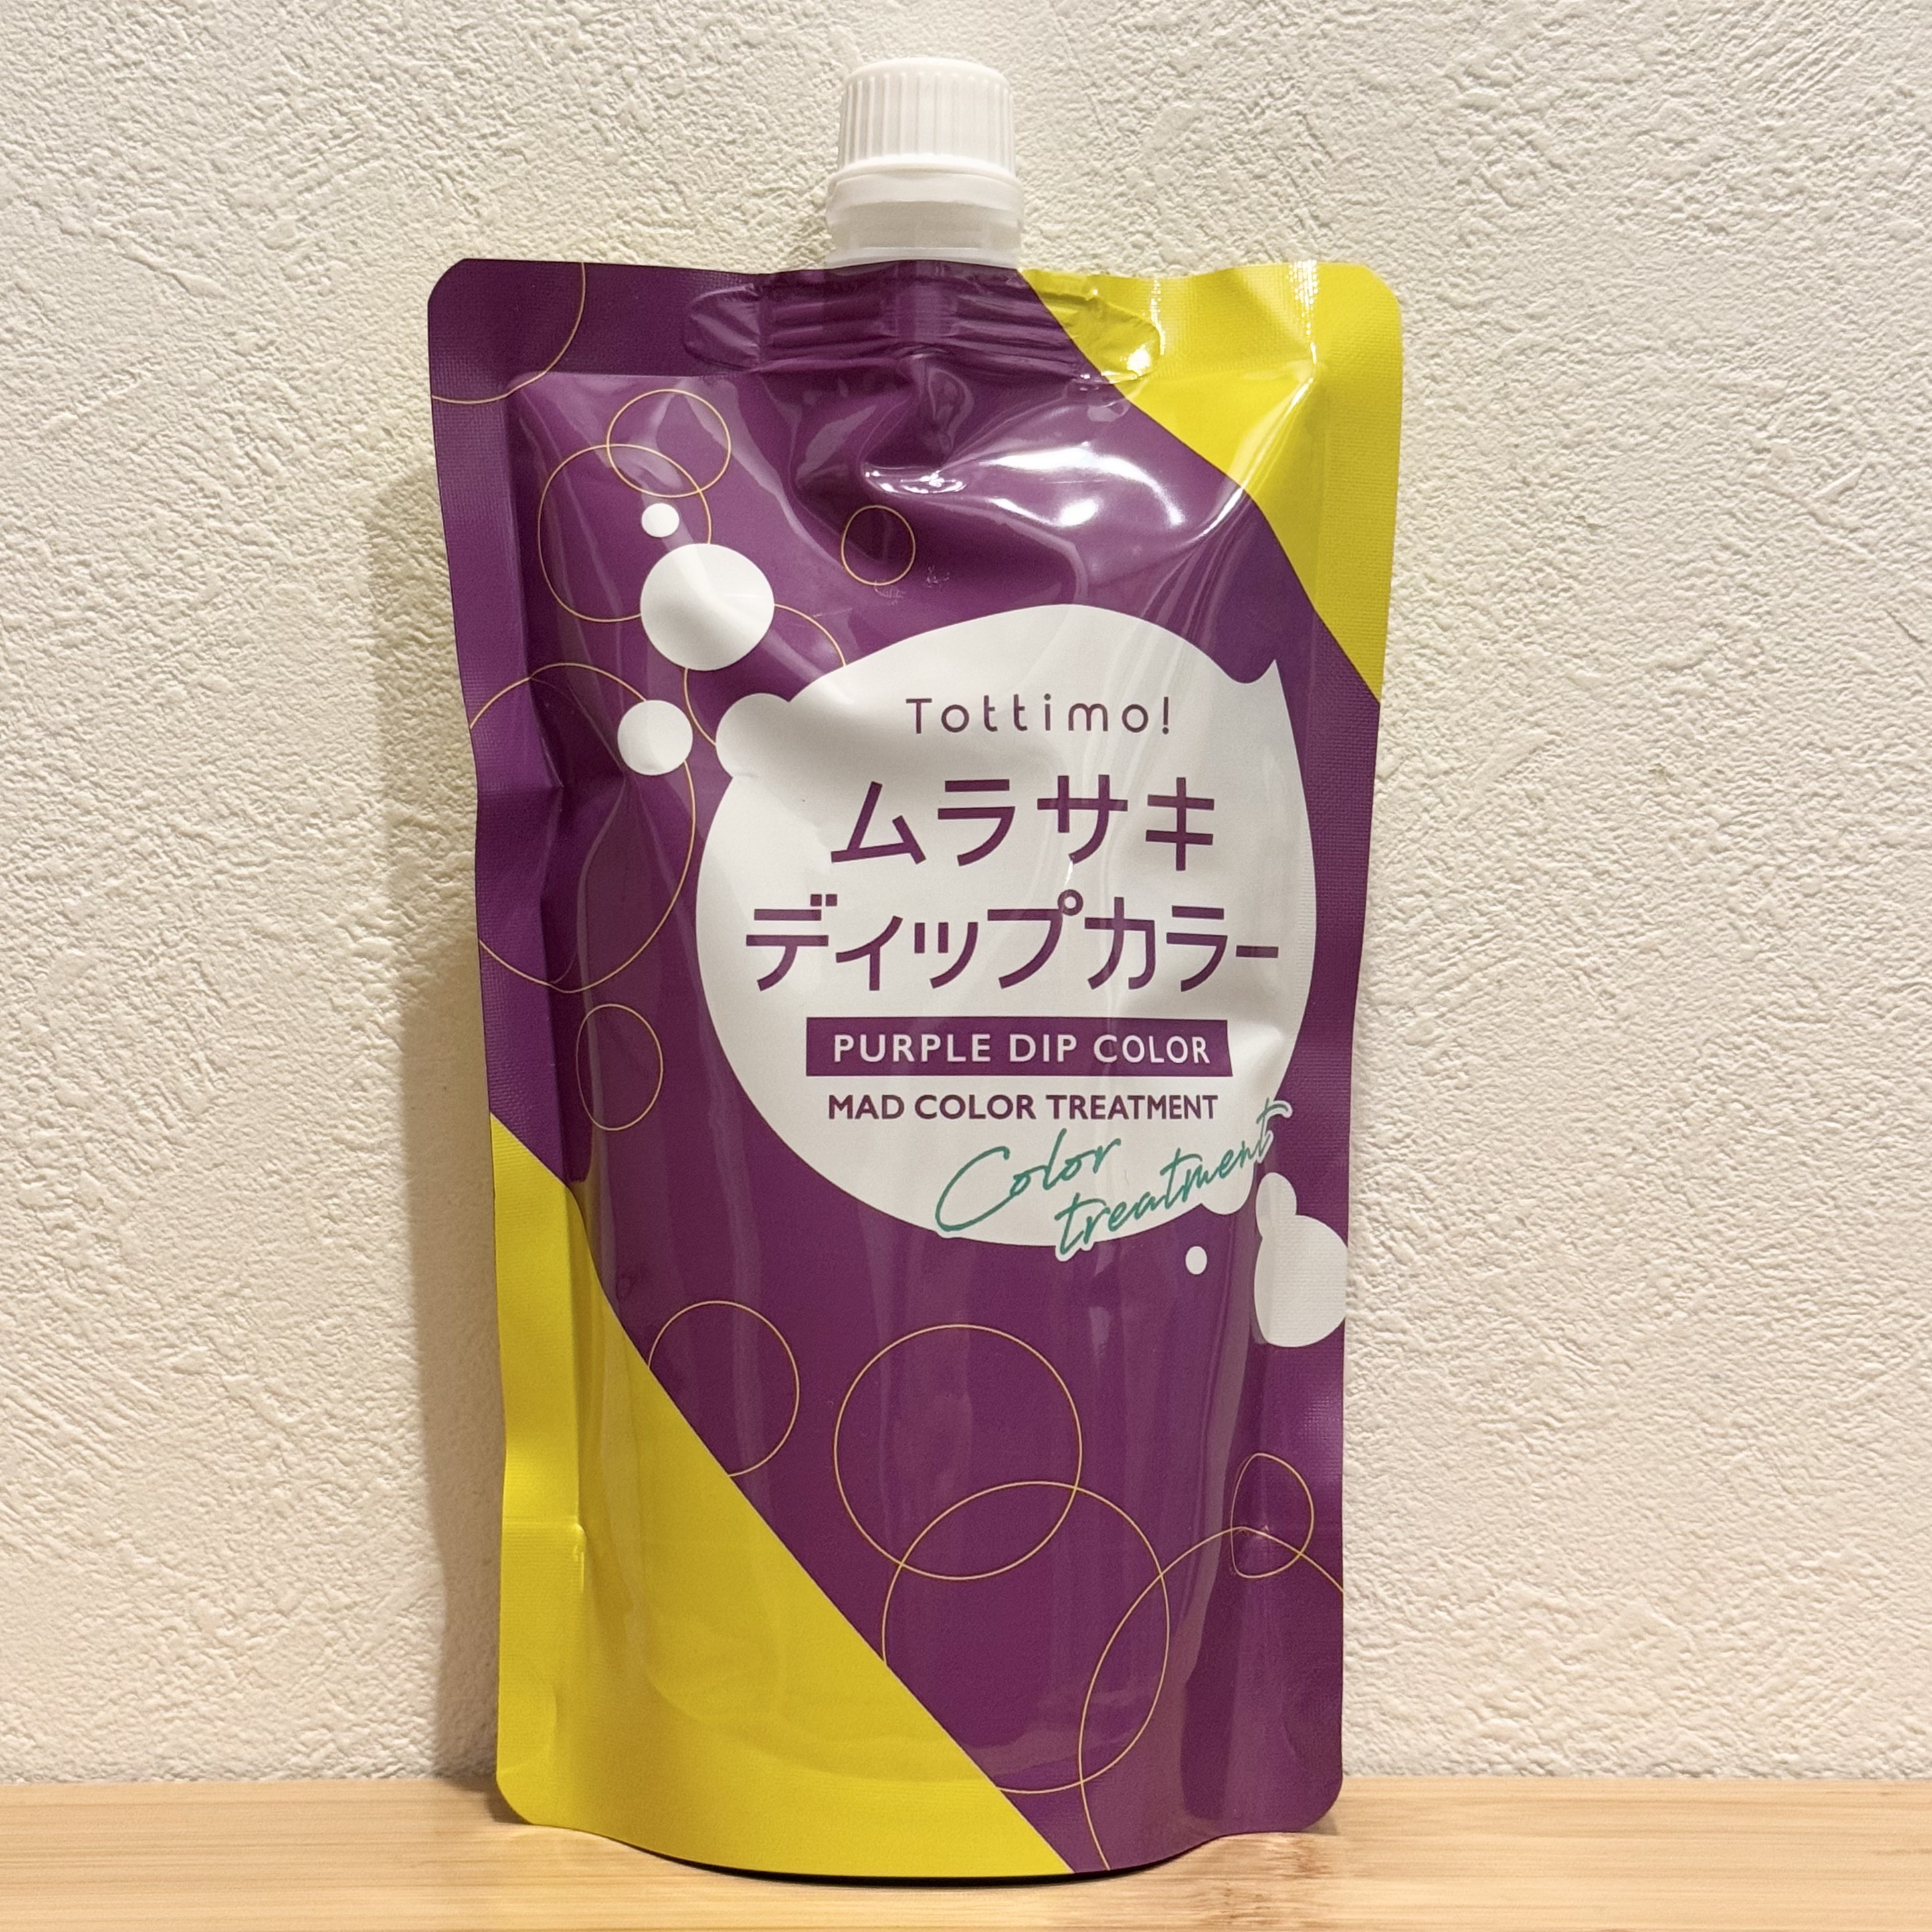 Tottimo!
ムラサキ
ディップカラー
PURPLE DIP COLOR
MAD COLOR TREATMENT
Color
treatment